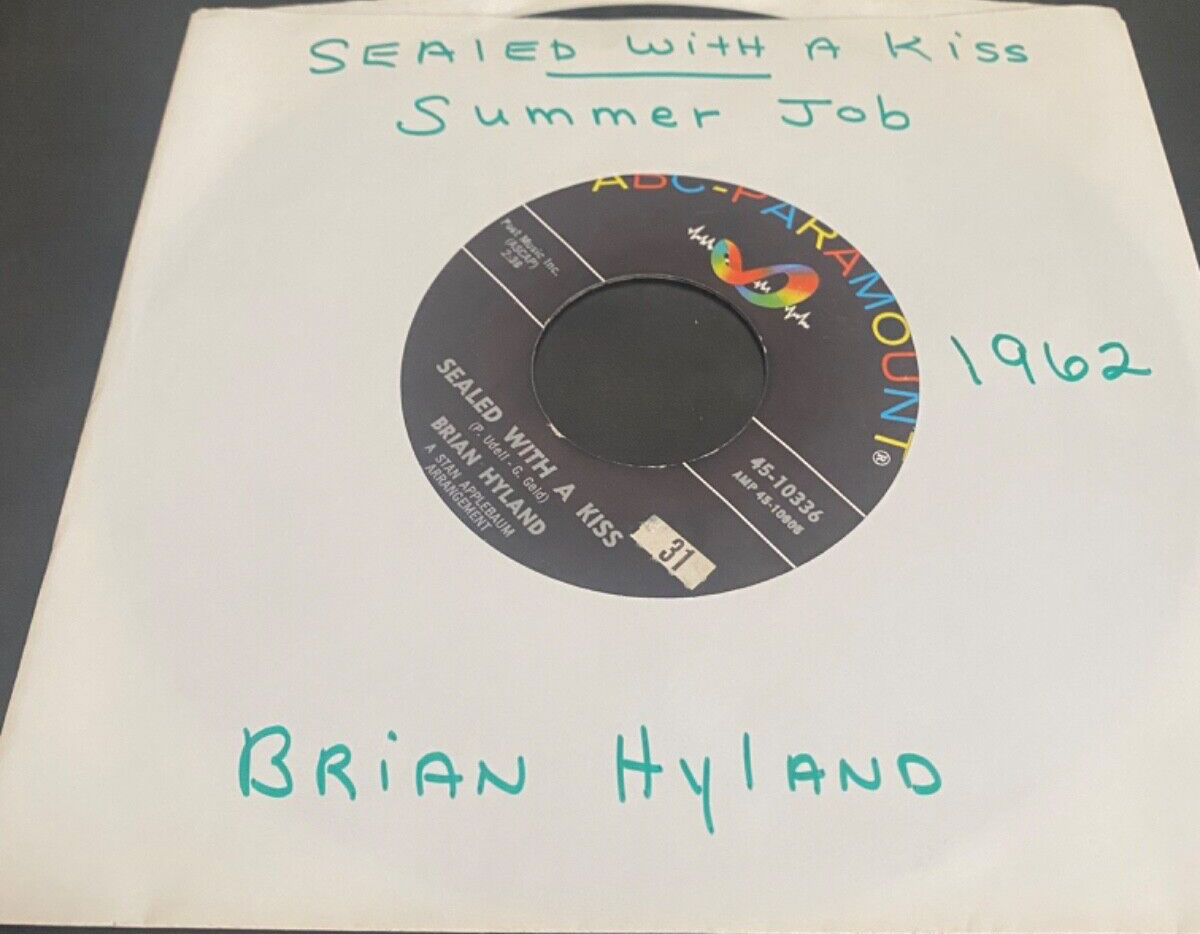 SEAlED WitH A KiSS
Summer Job
ABC-PARAMOUNT®
Post Music Inc.
(ASCAP)
2:38
1962
45-10336
AMP 45-10606
SEALED WITH A KISS
(P. Udell - G. Geld)
BRIAN HYLAND
A STAN APPLEBAUM
ARRANGEMENT
31
BRiAN HylAND